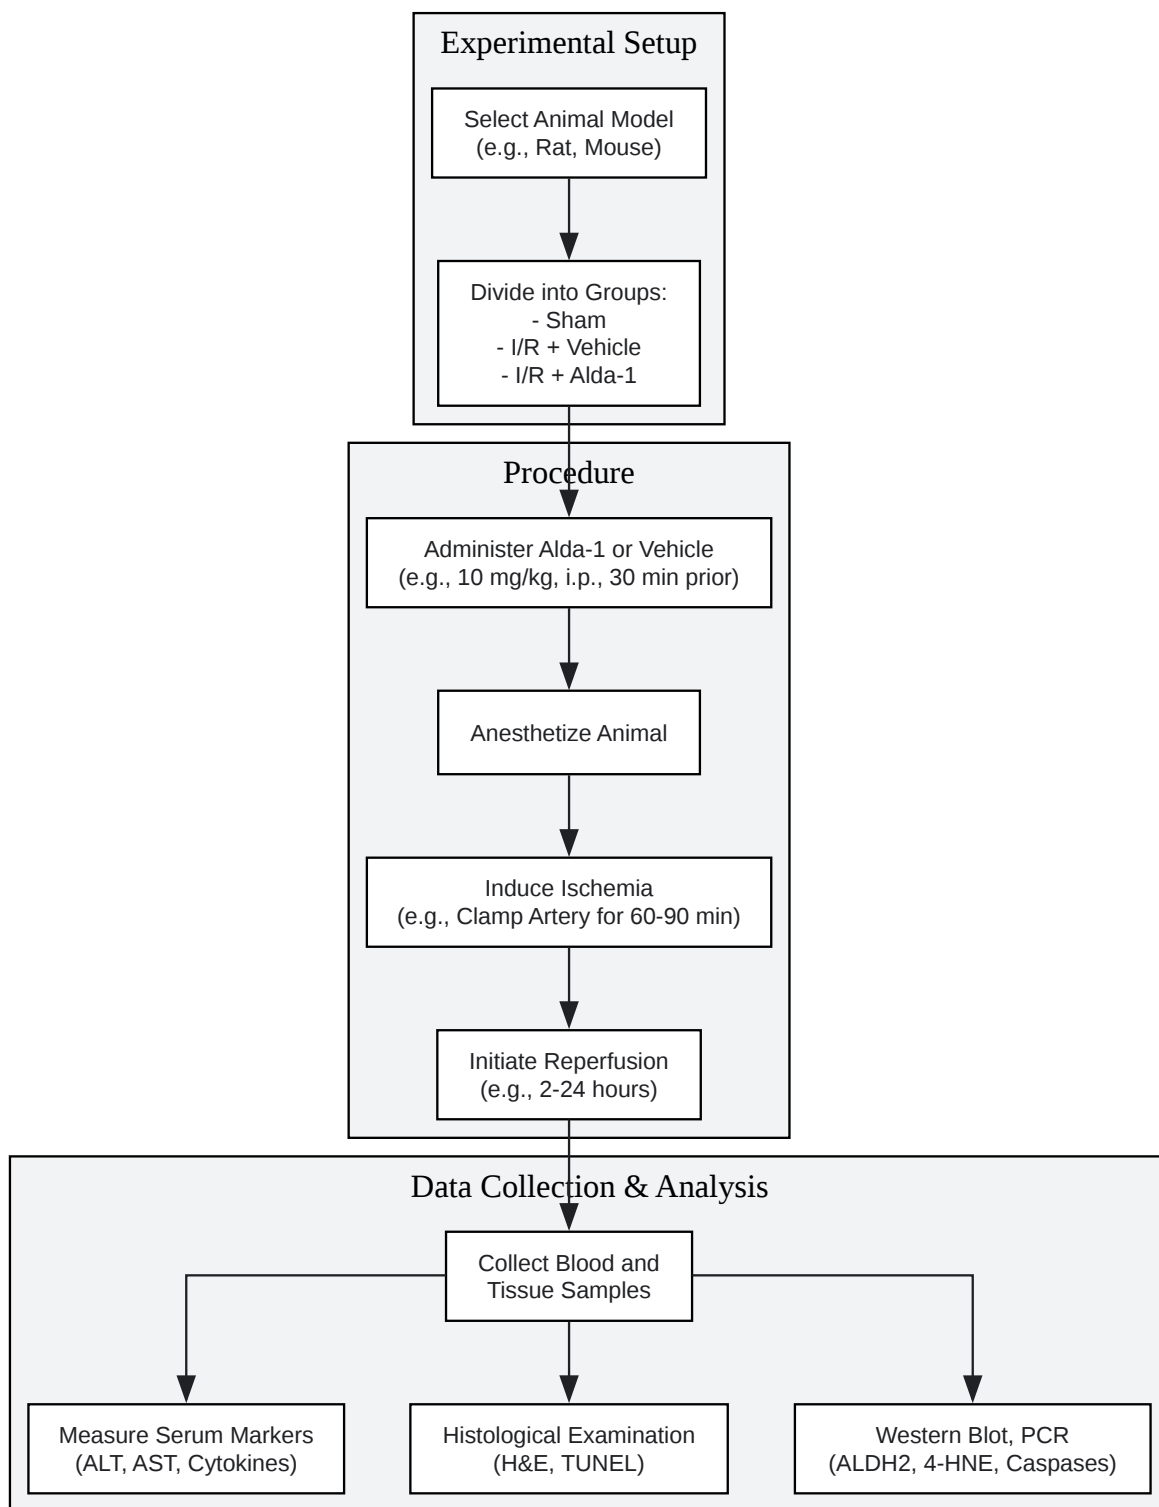 Experimental Setup
Select Animal Model
(e.g., Rat, Mouse)
Divide into Groups:
- Sham
- I/R + Vehicle
- I/R + Alda-1
Procedure
Administer Alda-1 or Vehicle
(e.g., 10 mg/kg, i.p., 30 min prior)
Anesthetize Animal
Induce Ischemia
(e.g., Clamp Artery for 60-90 min)
Initiate Reperfusion
(e.g., 2-24 hours)
Data Collection & Analysis
Collect Blood and
Tissue Samples
Measure Serum Markers
(ALT, AST, Cytokines)
Histological Examination
(H&E, TUNEL)
Western Blot, PCR
(ALDH2, 4-HNE, Caspases)